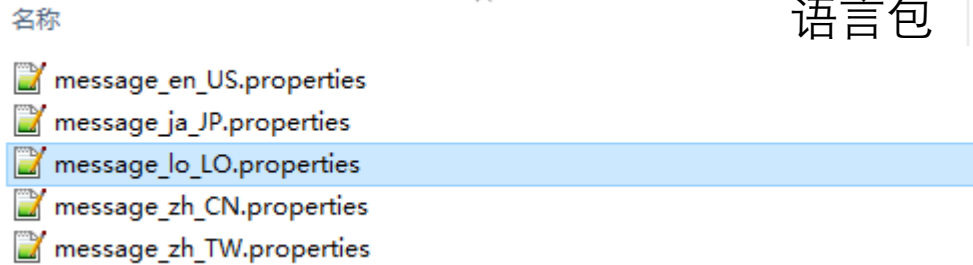 名称
语言包
message_en_US.properties
message_ja_JP.properties
message_lo_LO.properties
message_zh_CN.properties
message_zh_TW.properties